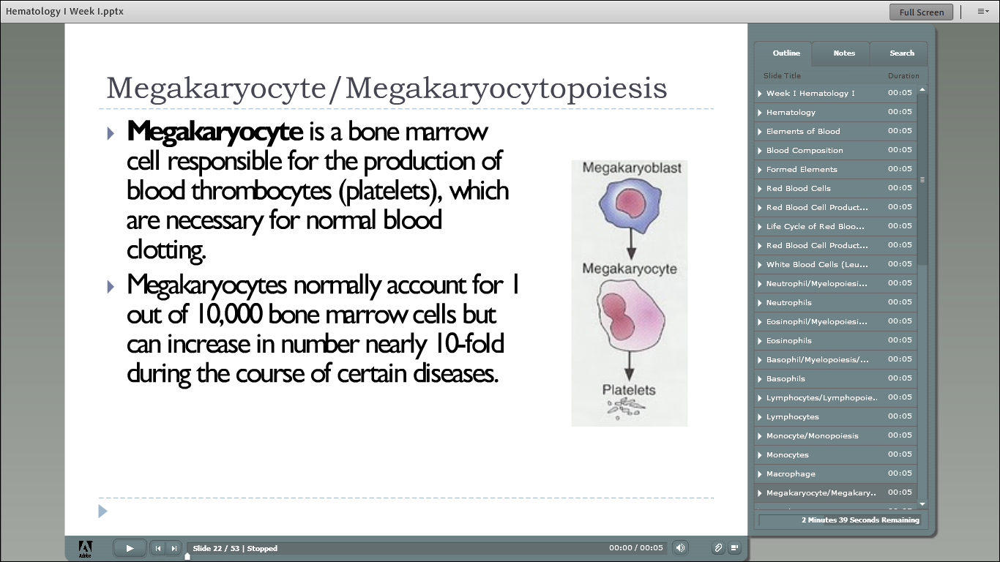 Hematology I Week I.pptx
Full Screen
Megakaryocyte/Megakaryocytopoiesis
Megakaryocyte is a bone marrow
cell responsible for the production of
blood thrombocytes (platelets), which
are necessary for normal blood
clotting.
Megakaryocytes normally account for 1
out of 10,000 bone marrow cells but
can increase in number nearly 10-fold
during the course of certain diseases.
Megakaryoblast
Megakaryocyte
Platelets
Outline Notes Search
Slide Title Duration
Week I Hematology I 00:05
Hematology 00:05
Elements of Blood 00:05
Blood Composition 00:05
Formed Elements 00:05
Red Blood Cells 00:05
Red Blood Cell Product... 00:05
Life Cycle of Red Bloo... 00:05
Red Blood Cell Product... 00:05
White Blood Cells (Leu... 00:05
Neutrophil/Myelopoiesi... 00:05
Neutrophils 00:05
Eosinophil/Myelopoiesi... 00:05
Eosinophils 00:05
Basophil/Myelopoiesis/... 00:05
Basophils 00:05
Lymphocytes/Lymphopoie.. 00:05
Lymphocytes 00:05
Monocyte/Monopoiesis 00:05
Monocytes 00:05
Macrophage 00:05
Megakaryocyte/Megakary.. 00:05
2 Minutes 39 Seconds Remaining
Adobe
Slide 22 / 53 | Stopped
00:00 / 00:05